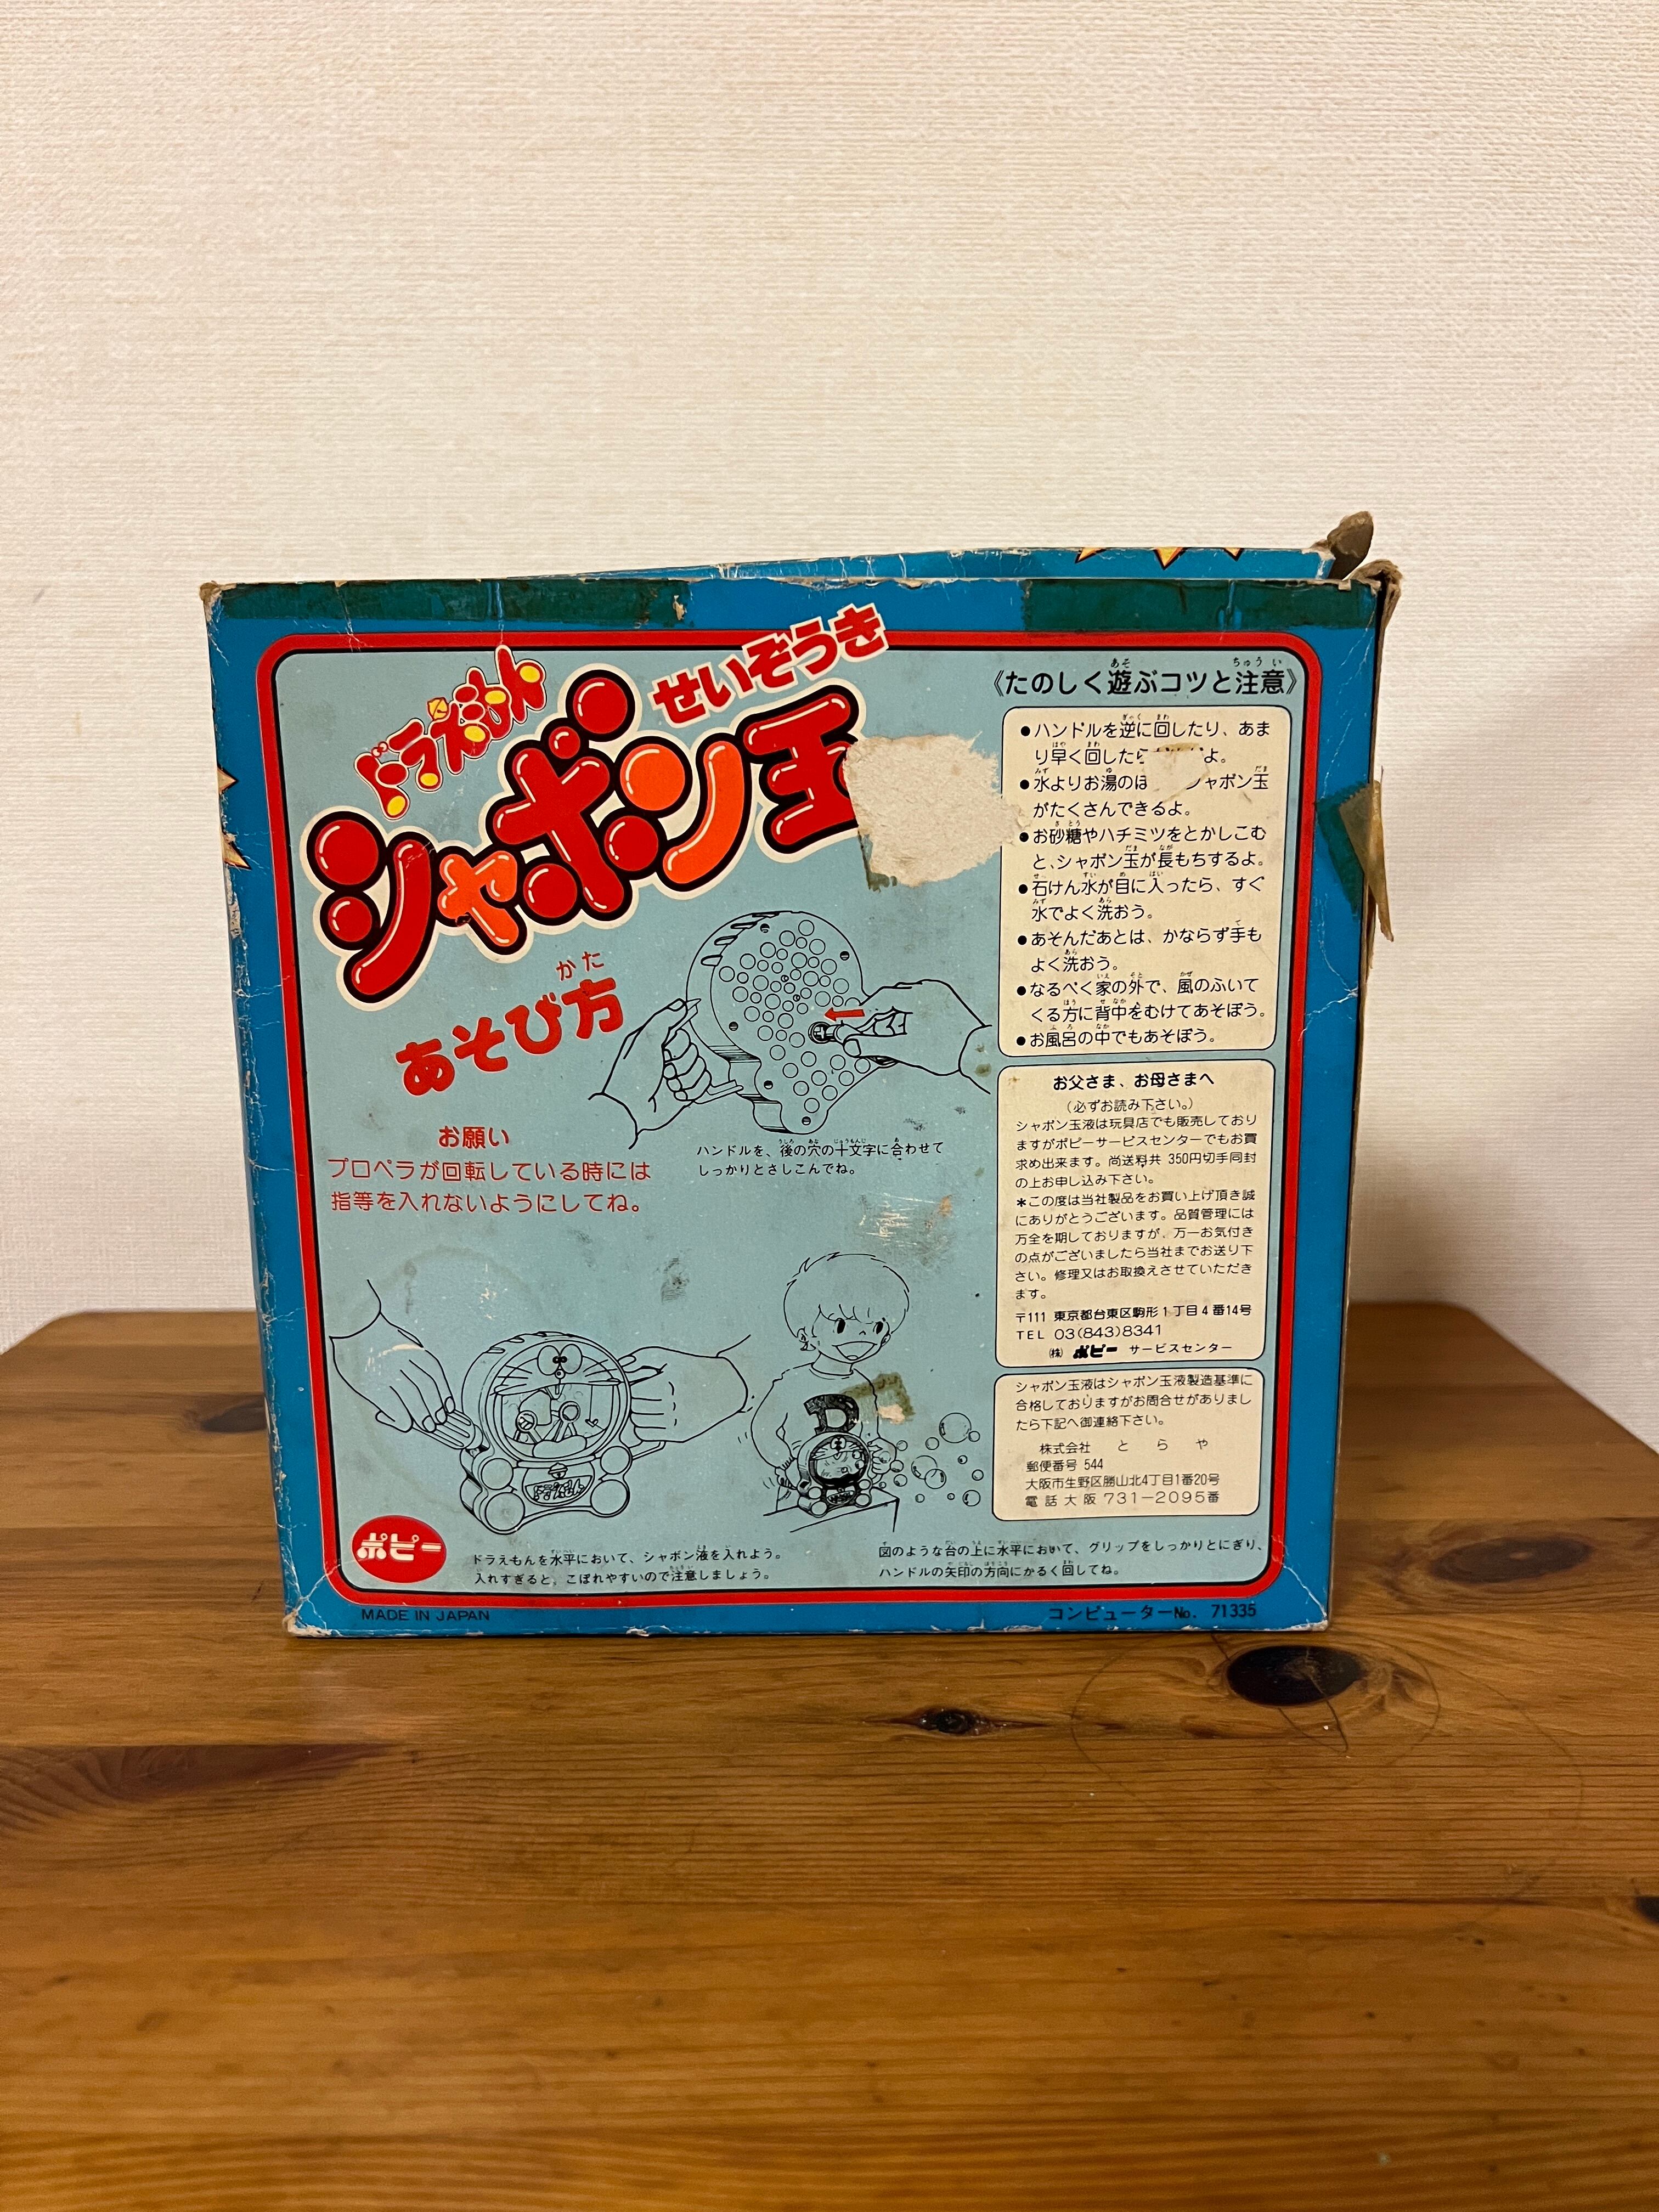 ドラえもん
シャボン玉
せいぞうき
あそび方
かた
お願い
プロペラが回転している時には
指等を入れないようにしてね。
ハンドルを、後の穴の十文字に合わせて
しっかりとさしこんでね。
ドラえもん
ドラえもんを水平において、シャボン液を入れよう。
入れすぎると、こぼれやすいので注意しましょう。
D
図のような台の上に水平において、グリップをしっかりとにぎり、
ハンドルの矢印の方向にかるく回してね。
《たのしく遊ぶコツと注意》
●ハンドルを逆に回したり、あま
り早く回したら よ。
●水よりお湯のほ シャボン玉
がたくさんできるよ。
●お砂糖やハチミツをとかしこむ
と、シャボン玉が長もちするよ。
●石けん水が目に入ったら、すぐ
水でよく洗おう。
●あそんだあとは、かならず手も
よく洗おう。
●なるべく家の外で、風のふいて
くる方に背中をむけてあそぼう。
●お風呂の中でもあそぼう。
お父さま、お母さまへ
(必ずお読み下さい。)
シャボン玉液は玩具店でも販売しており
ますがポピーサービスセンターでもお買
求め出来ます。尚送料共 350円切手同封
の上お申し込み下さい。
＊この度は当社製品をお買い上げ頂き誠
にありがとうございます。品質管理には
万全を期しておりますが、万一お気付き
の点がございましたら当社までお送り下
さい。修理又はお取換えさせていただき
ます。
〒111 東京都台東区駒形1丁目4番14号
TEL 03(843)8341
㈱ ポピー サービスセンター
シャボン玉液はシャボン玉液製造基準に
合格しておりますがお問合せがありまし
たら下記へ御連絡下さい。
株式会社 とらや
郵便番号 544
大阪市生野区勝山北4丁目1番20号
電話大阪 731-2095番
ポピー
MADE IN JAPAN
コンピューターNo. 71335